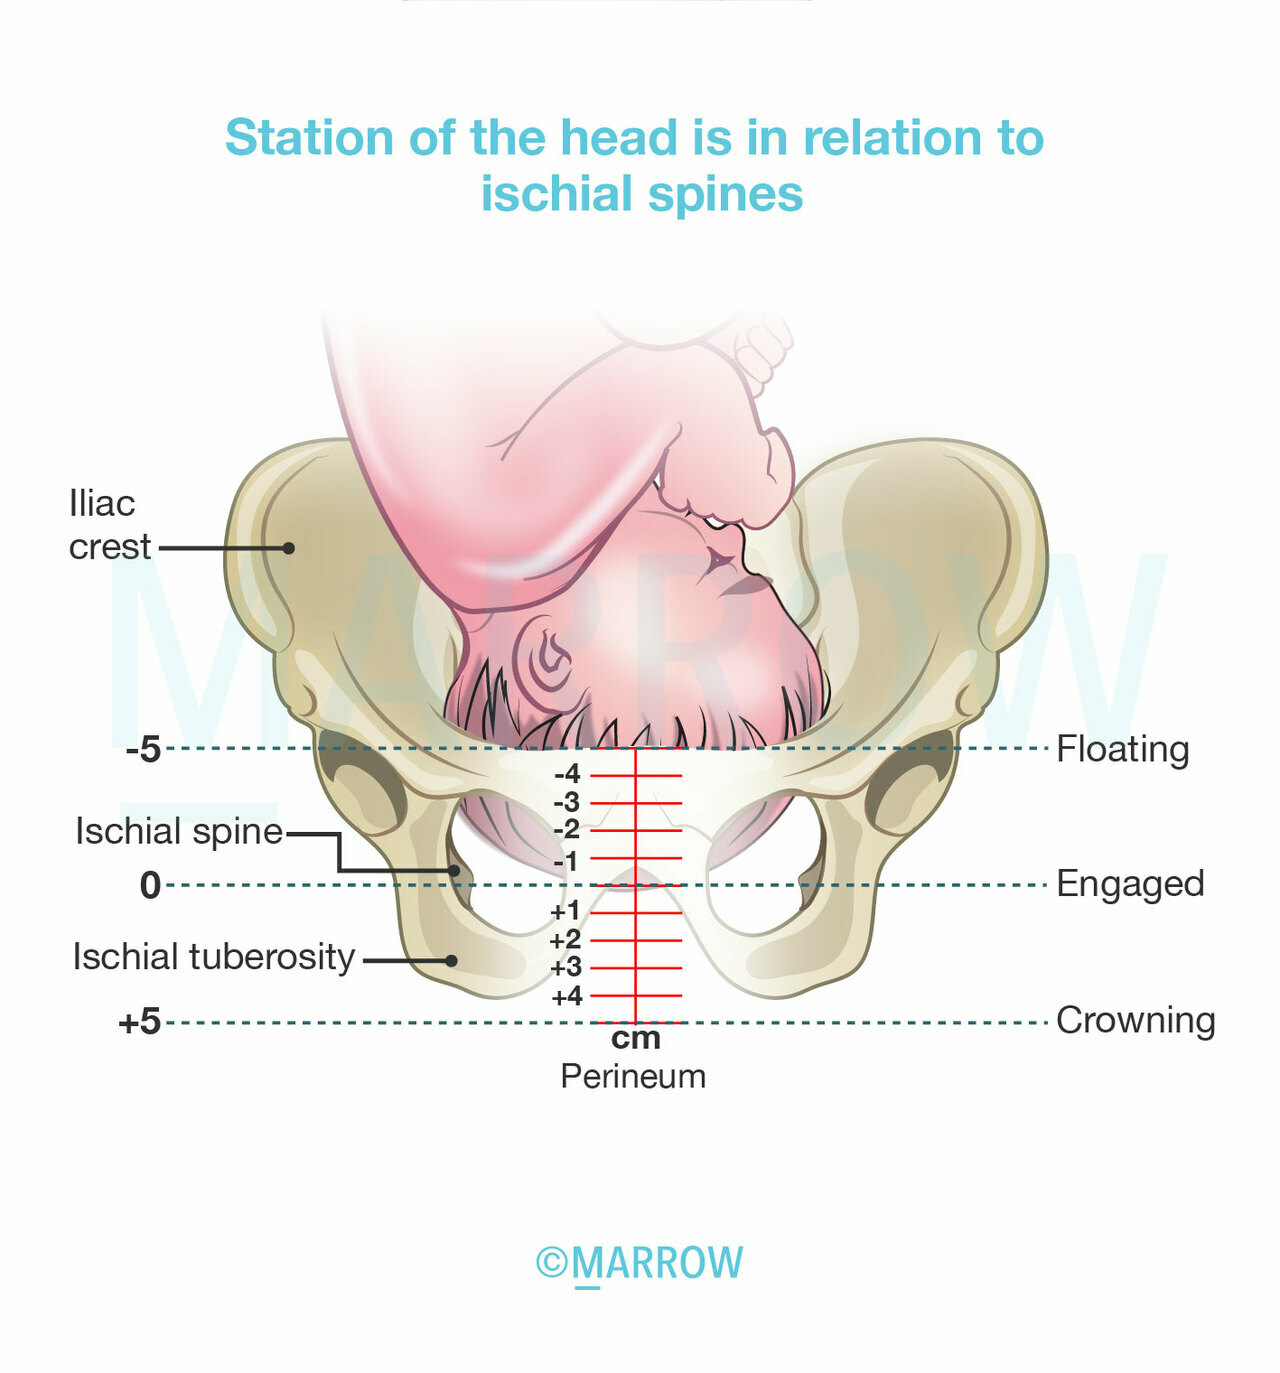 Station of the head is in relation to
ischial spines
Iliac
crest
MARROW
-5
Floating
-4
-3
-2
Ischial spine
-1
0
Engaged
+1
+2
Ischial tuberosity
+3
+4
+5
Crowning
cm
Perineum
©MARROW